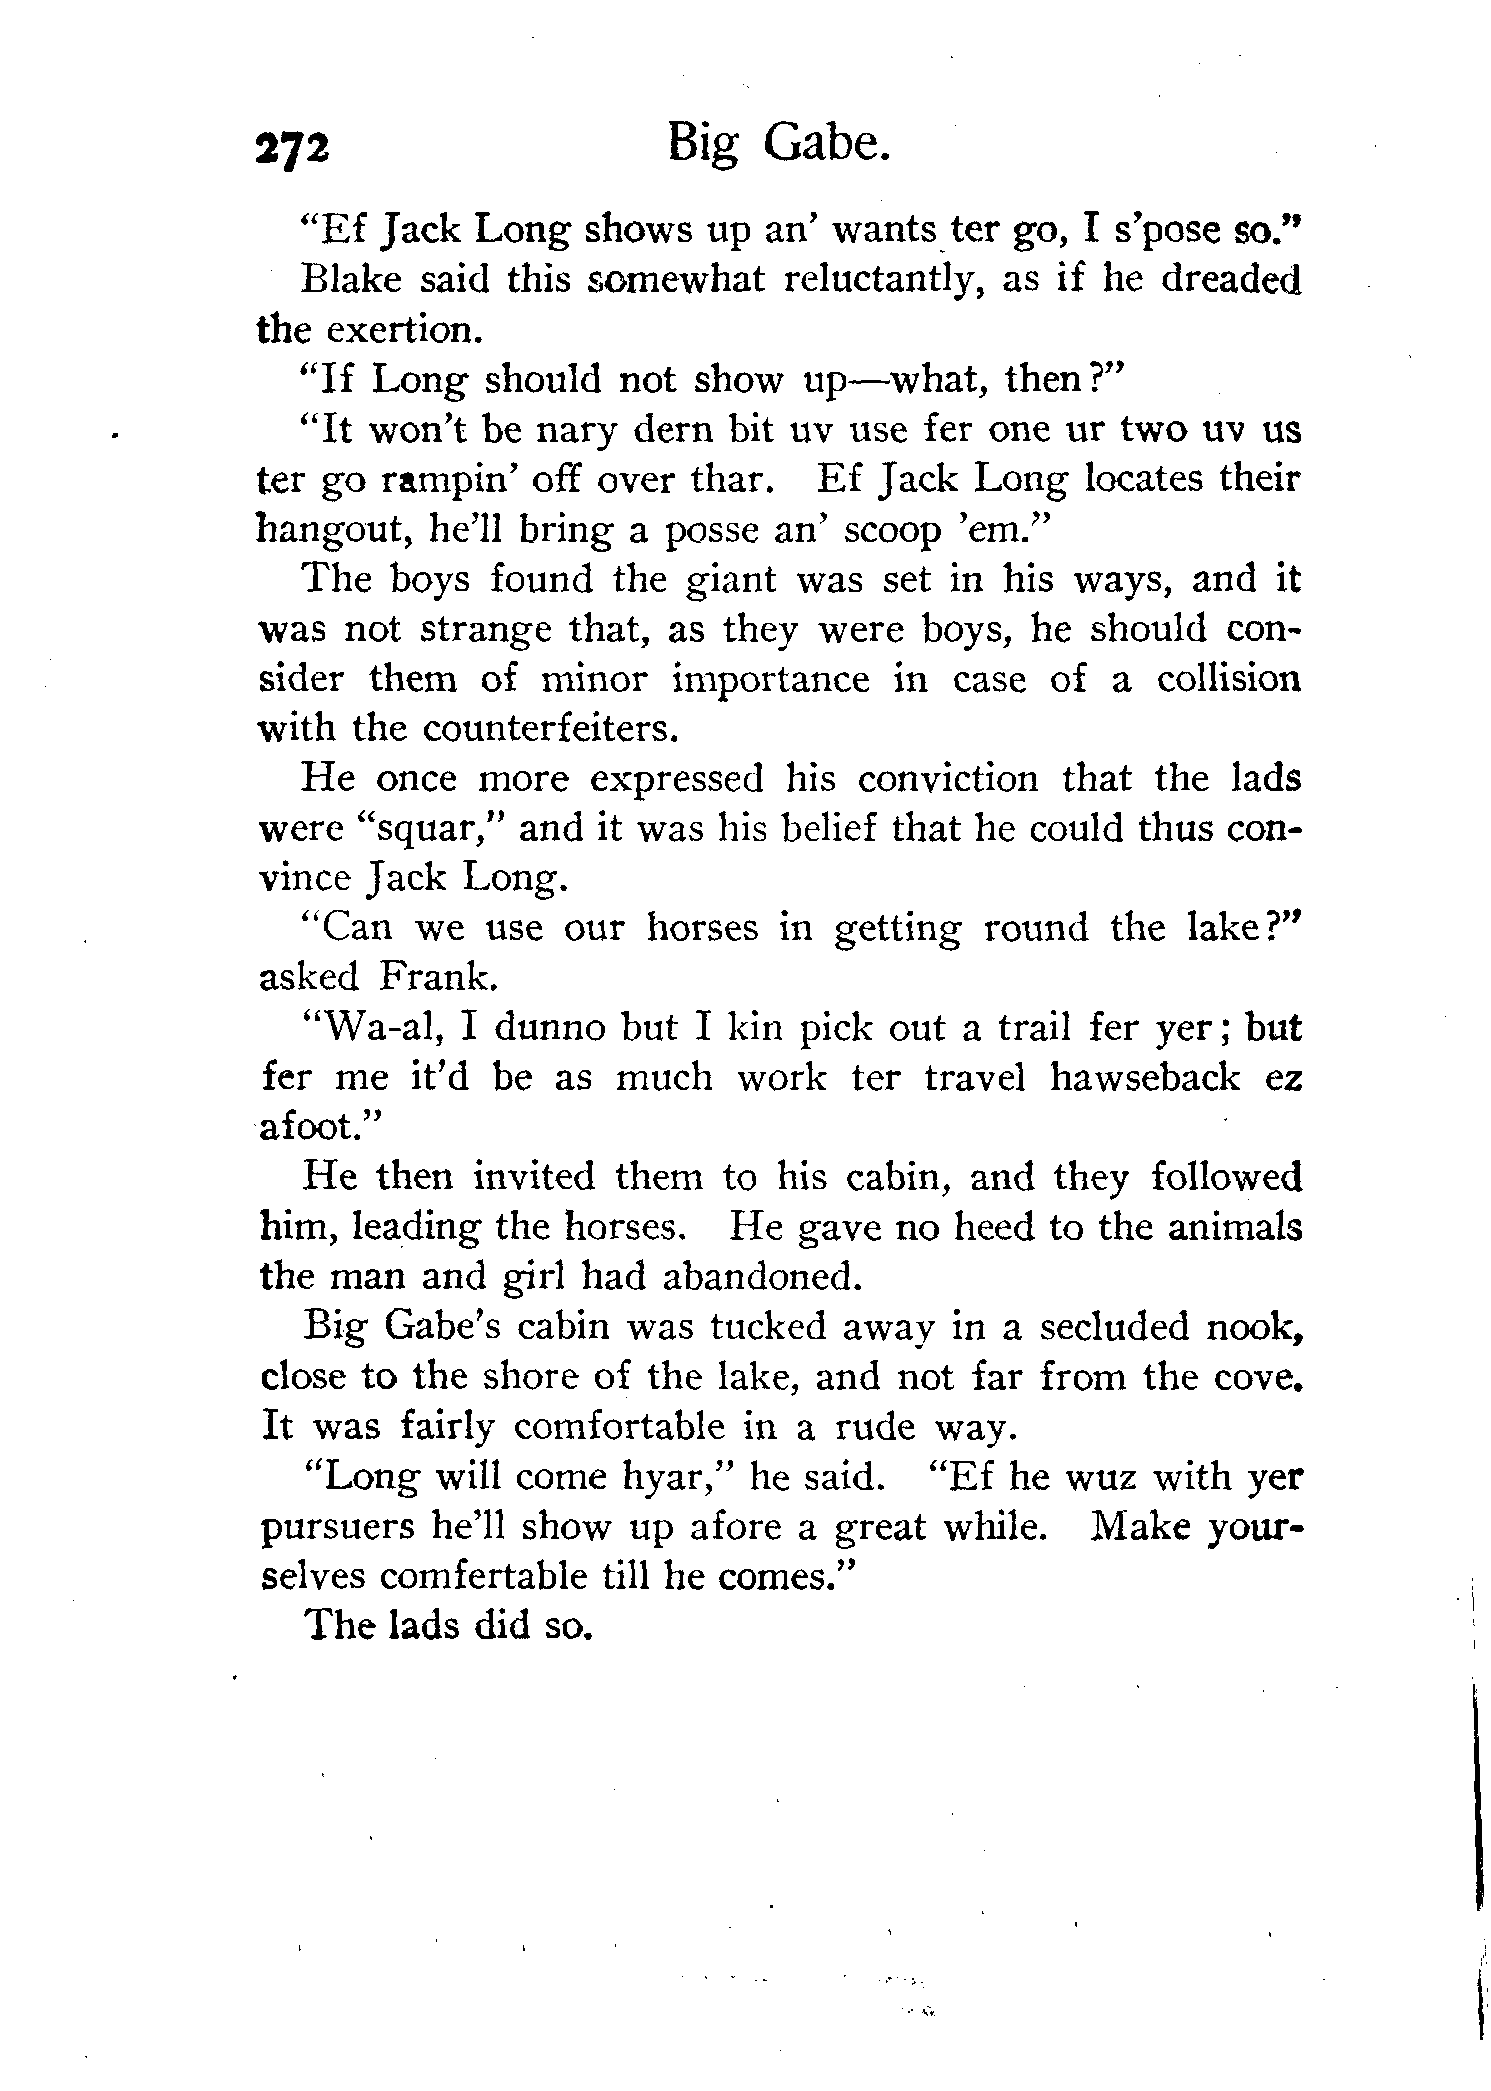 272 Big Gabe.
“Ef Jack Long shows up an’ wants ter go, I s’pose so.”
Blake said this somewhat reluctantly, as if he dreaded
the exertion.
“If Long should not show up—what, then?”
“It won’t be nary dern bit uv use fer one ur two uv us
ter go rampin’ off over thar. Ef Jack Long locates their
hangout, he’ll bring a posse an’ scoop ’em.”
The boys found the giant was set in his ways, and it
was not strange that, as they were boys, he should con-
sider them of minor importance in case of a collision
with the counterfeiters.
He once more expressed his conviction that the lads
were “squar,” and it was his belief that he could thus con-
vince Jack Long.
“Can we use our horses in getting round the lake?”
asked Frank.
“Wa-al, I dunno but I kin pick out a trail fer yer; but
fer me it’d be as much work ter travel hawseback ez
afoot.”
He then invited them to his cabin, and they followed
him, leading the horses. He gave no heed to the animals
the man and girl had abandoned.
Big Gabe’s cabin was tucked away in a secluded nook,
close to the shore of the lake, and not far from the cove.
It was fairly comfortable in a rude way.
“Long will come hyar,” he said. “Ef he wuz with yer
pursuers he’ll show up afore a great while. Make your-
selves comfertable till he comes.”
The lads did so.